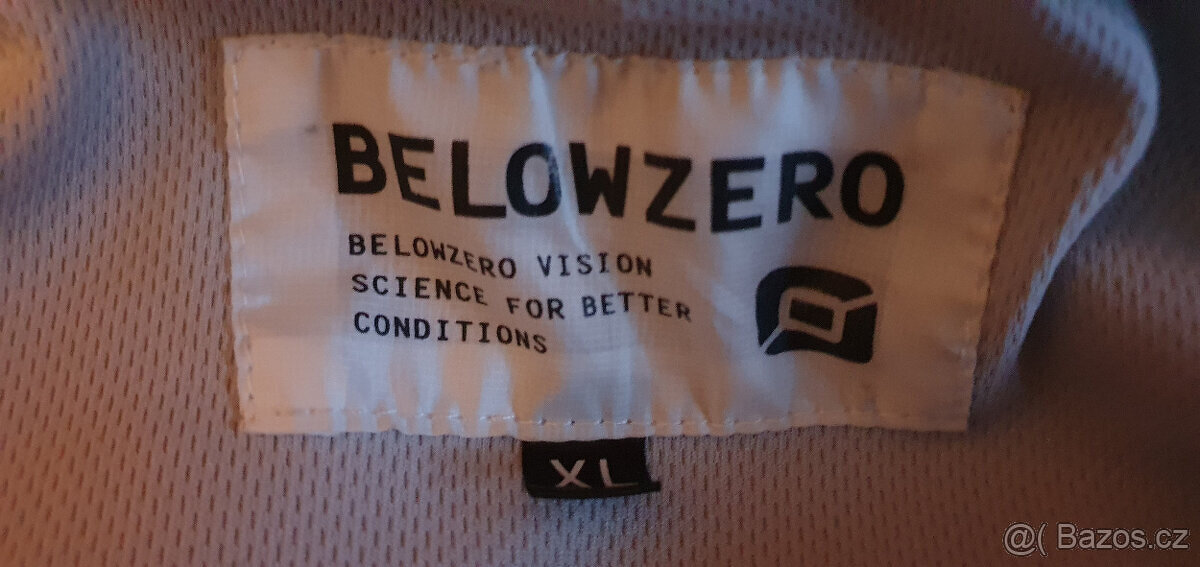 BELOWZERO
BELOWZERO VISION
SCIENCE FOR BETTER
CONDITIONS
XL
@( Bazos.cz